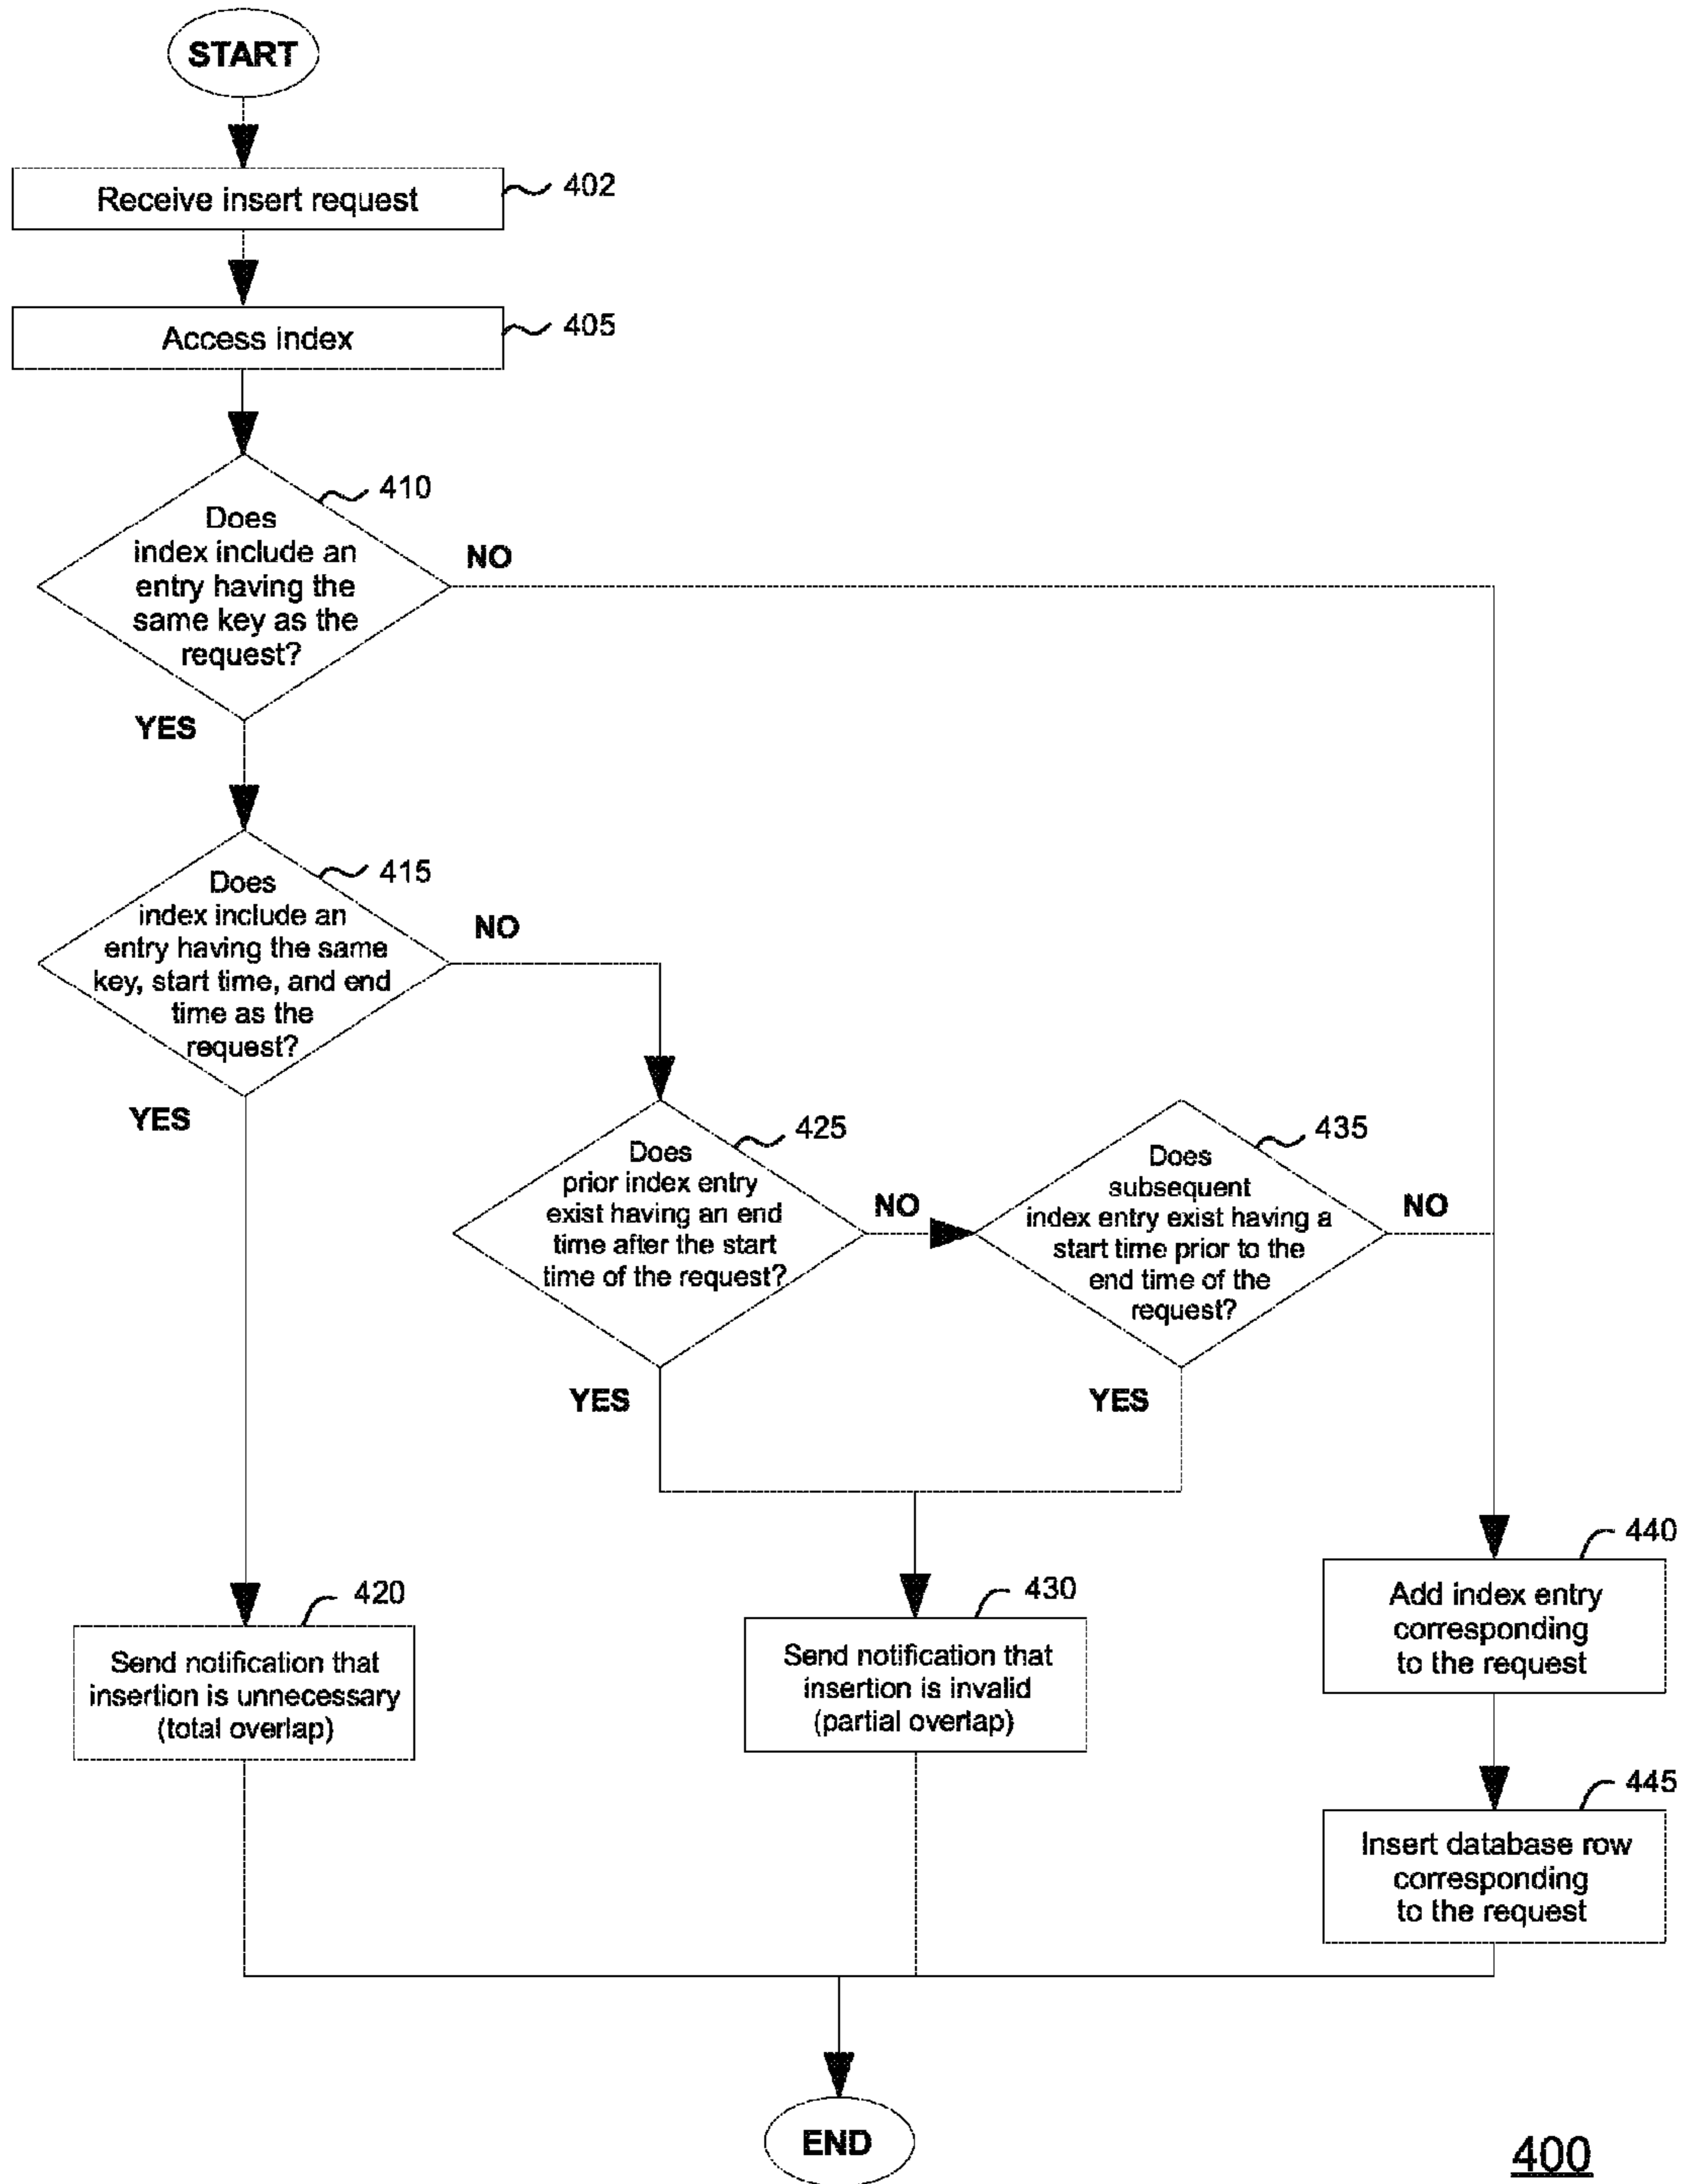 START
Receive insert request
402
Access index
405
410
Does
index include an
entry having the
same key as the
request?
NO
YES
415
Does
index include an
entry having the same
key, start time, and end
time as the
request?
NO
YES
425
Does
prior index entry
exist having an end
time after the start
time of the request?
NO
YES
435
Does
subsequent
index entry exist having a
start time prior to the
end time of the
request?
NO
YES
420
Send notification that
insertion is unnecessary
(total overlap)
430
Send notification that
insertion is invalid
(partial overlap)
440
Add index entry
corresponding
to the request
445
Insert database row
corresponding
to the request
END
400